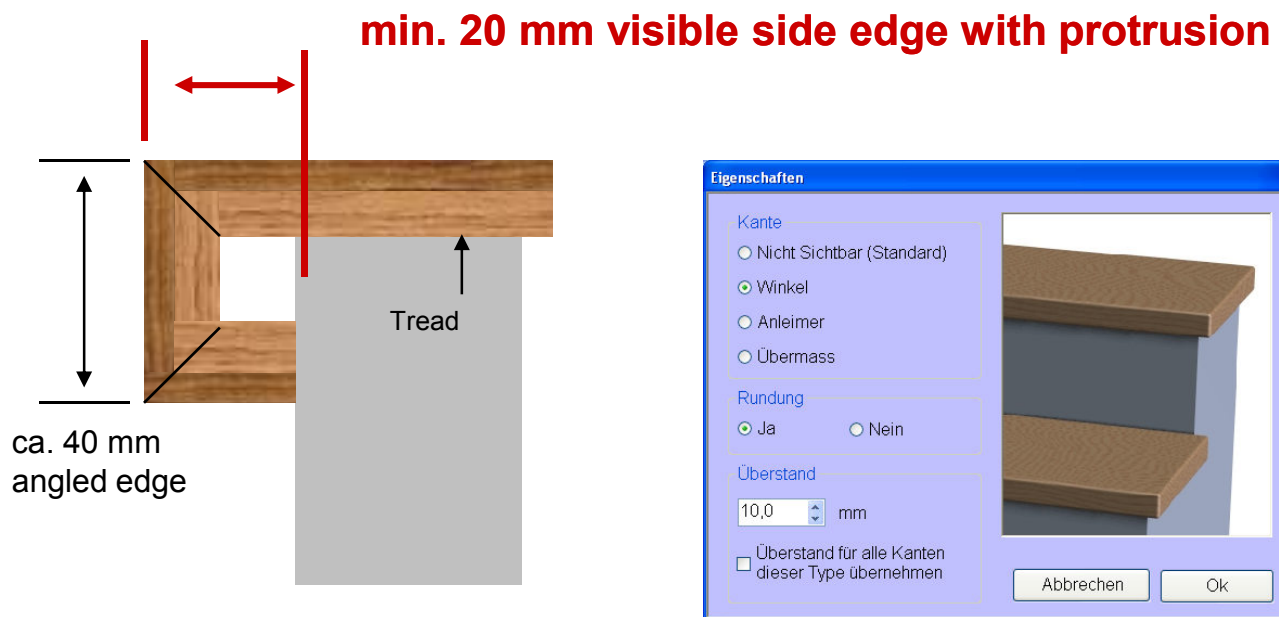 min. 20 mm visible side edge with protrusion
Tread
ca. 40 mm
angled edge
Eigenschaften
Kante
Nicht Sichtbar (Standard)
Winkel
Anleimer
Übermass
Rundung
Ja Nein
Überstand
10,0 mm
Überstand für alle Kanten
dieser Type übernehmen
Abbrechen Ok